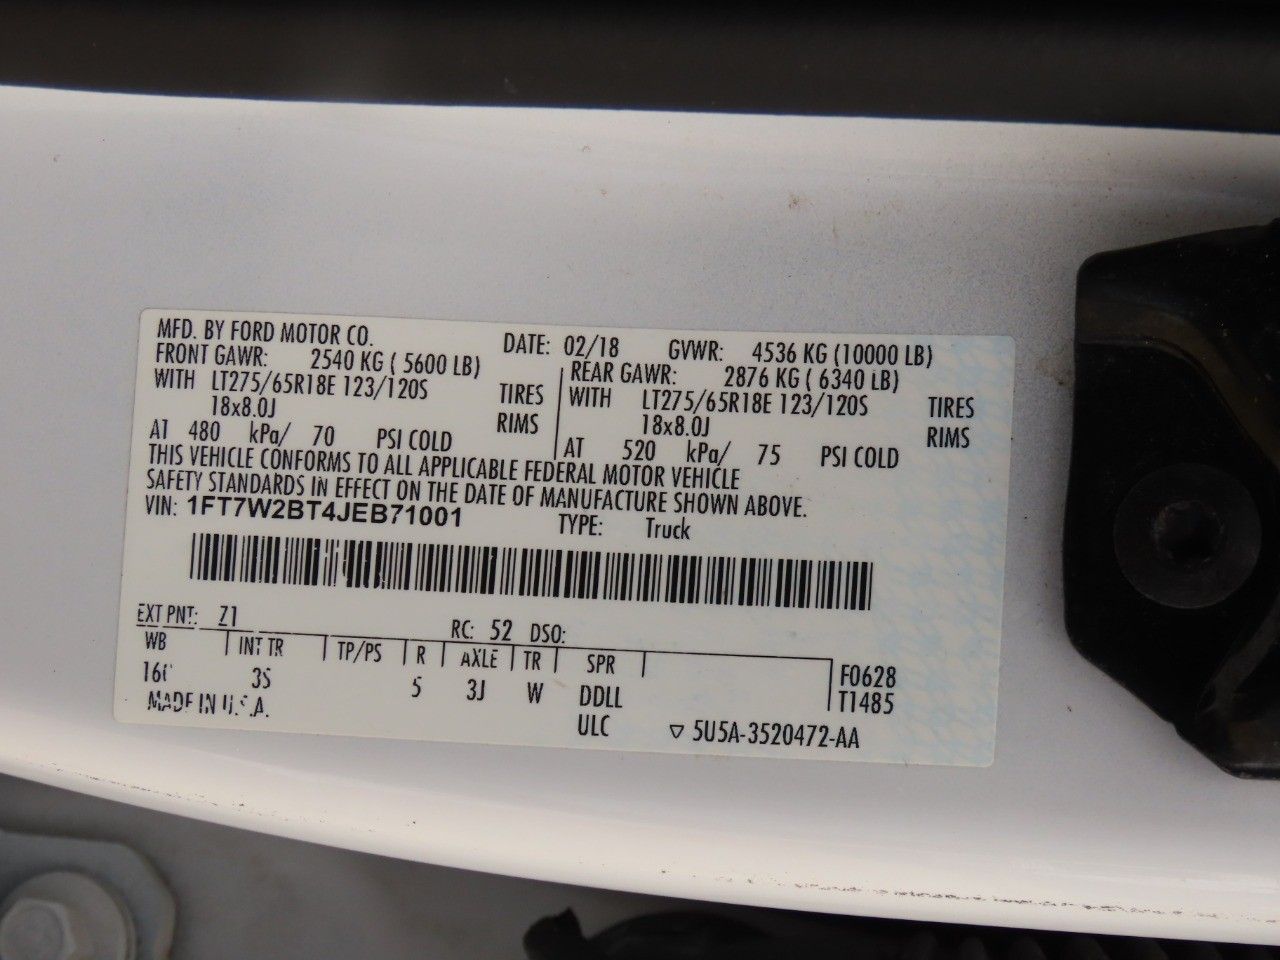 MFD. BY FORD MOTOR CO. DATE: 02/18 GVWR: 4536 KG (10000 LB)
FRONT GAWR: 2540 KG ( 5600 LB) REAR GAWR: 2876 KG ( 6340 LB)
WITH LT275/65R18E 123/120S TIRES WITH LT275/65R18E 123/120S TIRES
18x8.0J RIMS 18x8.0J RIMS
AT 480 kPa/ 70 PSI COLD AT 520 kPa/ 75 PSI COLD
THIS VEHICLE CONFORMS TO ALL APPLICABLE FEDERAL MOTOR VEHICLE
SAFETY STANDARDS IN EFFECT ON THE DATE OF MANUFACTURE SHOWN ABOVE.
VIN: 1FT7W2BT4JEB71001 TYPE: Truck
EXT PNT: Z1 RC: 52 DSO:
WB INT TR TP/PS R AXLE TR SPR F0628
3S 5 3J W DDLL T1485
MADE IN U.S.A. ULC ▽ 5U5A-3520472-AA